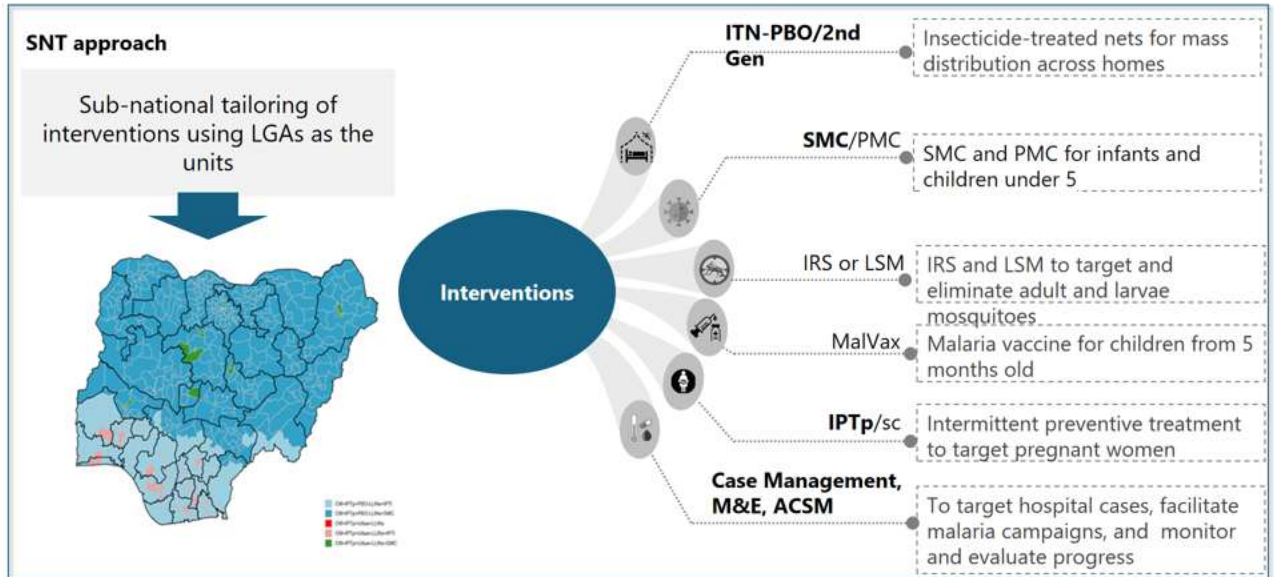 SNT approach
Sub-national tailoring of
interventions using LGAs as the
units
Interventions
ITN-PBO/2nd
Gen
Insecticide-treated nets for mass
distribution across homes
SMC/PMC
SMC and PMC for infants and
children under 5
IRS or LSM
IRS and LSM to target and
eliminate adult and larvae
mosquitoes
MalVax
Malaria vaccine for children from 5
months old
IPTp/sc
Intermittent preventive treatment
to target pregnant women
Case Management,
M&E, ACSM
To target hospital cases, facilitate
malaria campaigns, and monitor
and evaluate progress